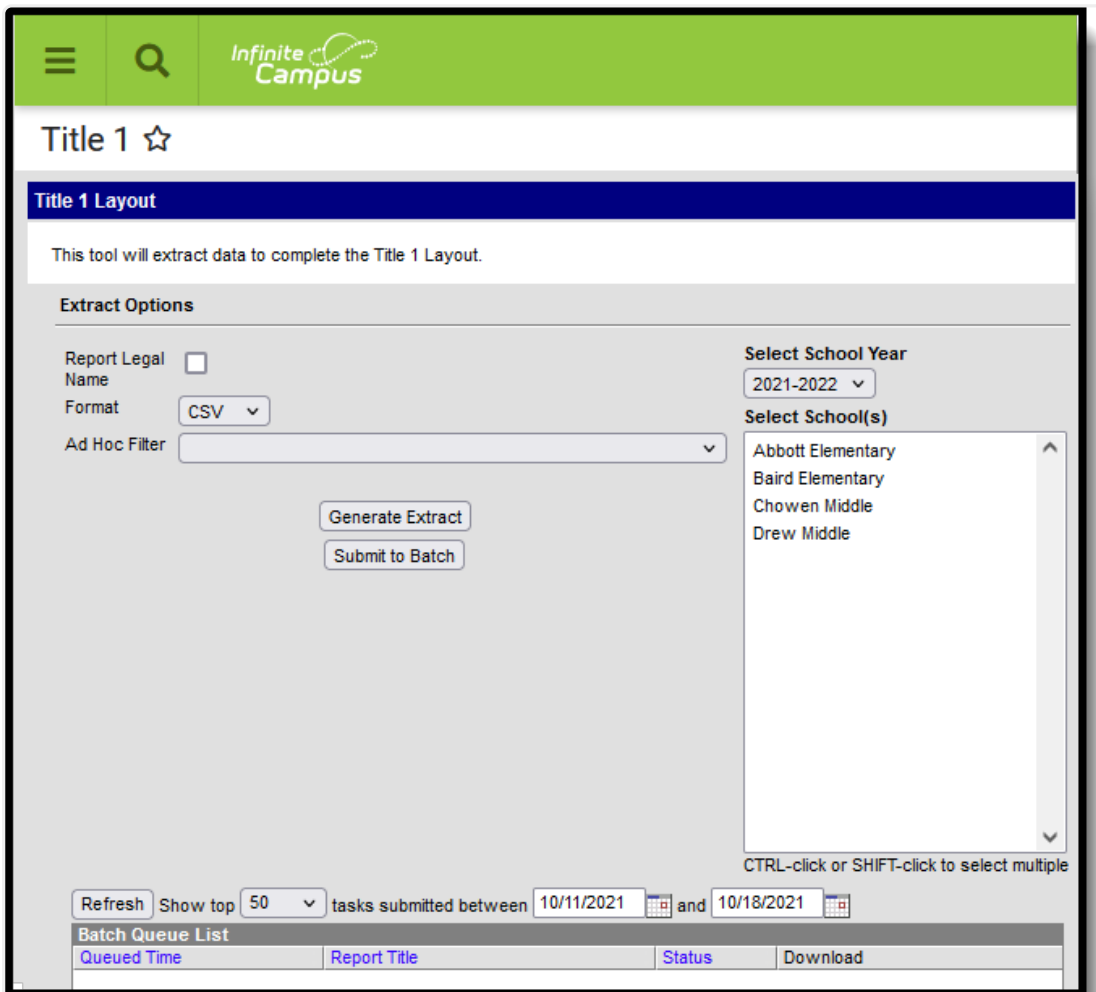 Infinite
Campus
Title 1
Title 1 Layout
This tool will extract data to complete the Title 1 Layout.
Extract Options
Report Legal
Name
Format
CSV
Ad Hoc Filter
Generate Extract
Submit to Batch
Select School Year
2021-2022
Select School(s)
Abbott Elementary
Baird Elementary
Chowen Middle
Drew Middle
CTRL-click or SHIFT-click to select multiple
Refresh Show top 50 tasks submitted between 10/11/2021 and 10/18/2021
Batch Queue List
Queued Time Report Title Status Download